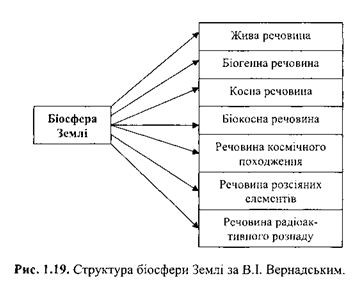 Жива речовина
Біогенна речовина
Косна речовина
Біосфера
Землі
Біокосна речовина
Речовина космічного
походження
Речовина розсіяних
елементів
Речовина радіоак-
тивного розпаду
Рис. 1.19. Структура біосфери Землі за В.І. Вернадським.